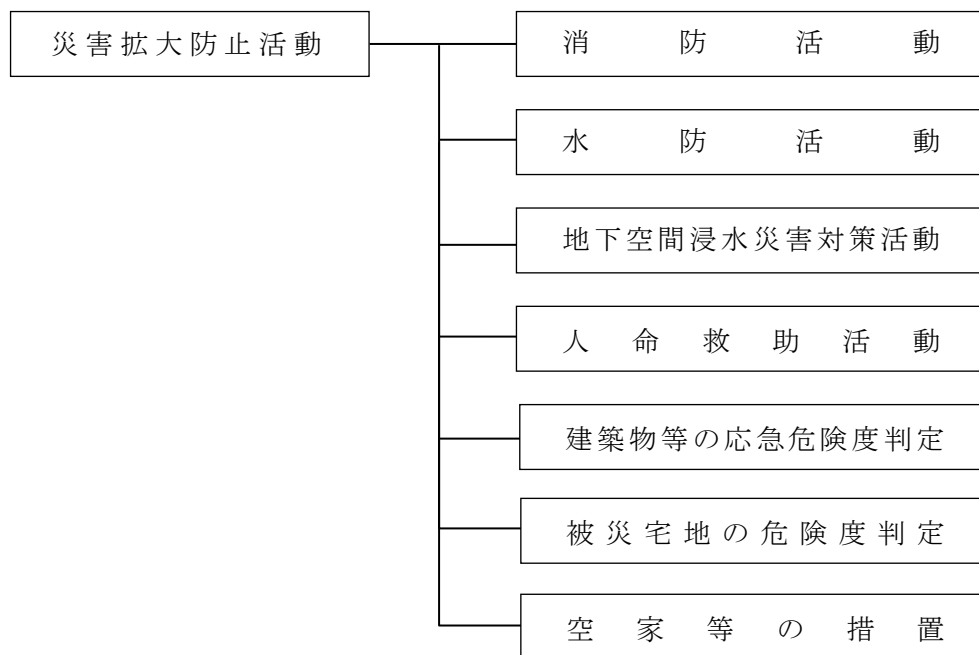 災害拡大防止活動
消防活動
水防活動
地下空間浸水災害対策活動
人命救助活動
建築物等の応急危険度判定
被災宅地の危険度判定
空家等の措置